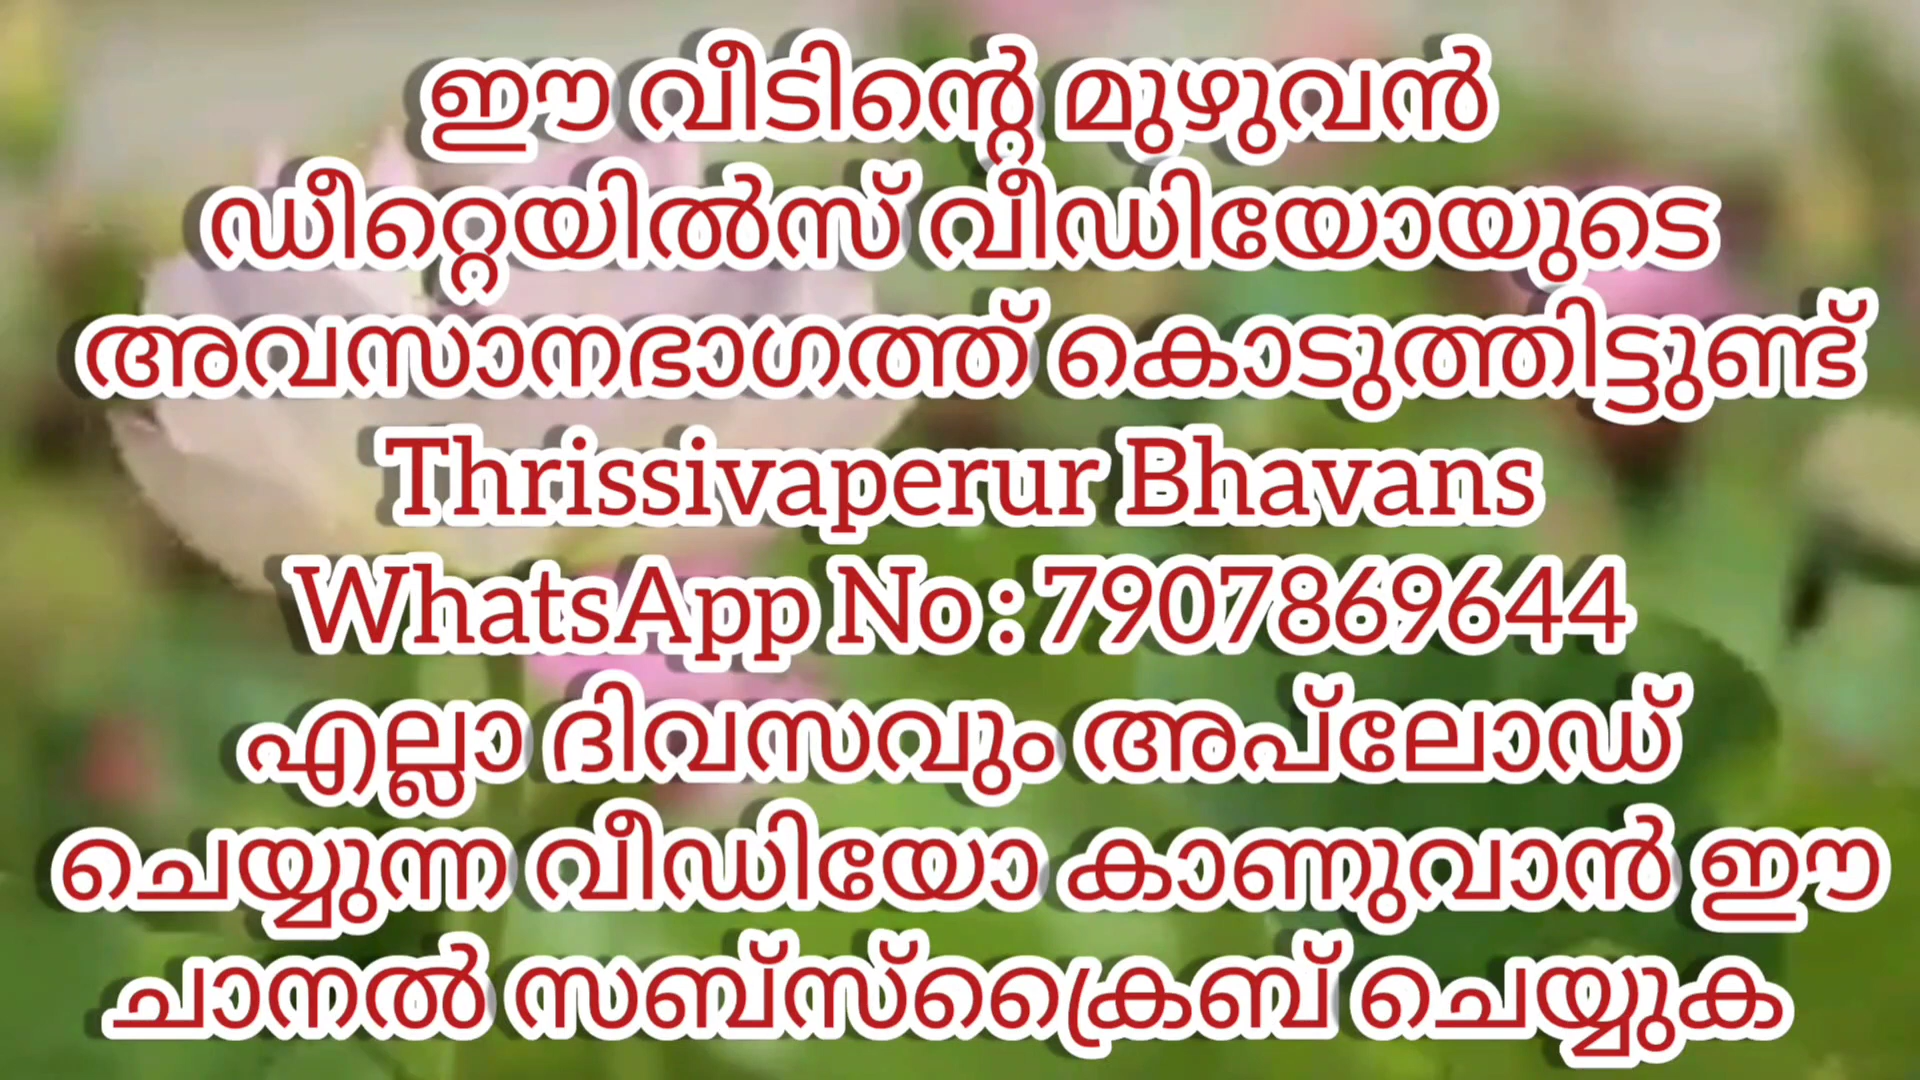 ഈ വീടിന്റെ മുഴുവൻ
ഡീറ്റെയിൽസ് വീഡിയോയുടെ
അവസാനഭാഗത്ത് കൊടുത്തിട്ടുണ്ട്
Thrissivaperur Bhavans
WhatsApp No:7907869644
എല്ലാ ദിവസവും അപ്‌ലോഡ്
ചെയ്യുന്ന വീഡിയോ കാണുവാൻ ഈ
ചാനൽ സബ്സ്ക്രൈബ് ചെയ്യുക